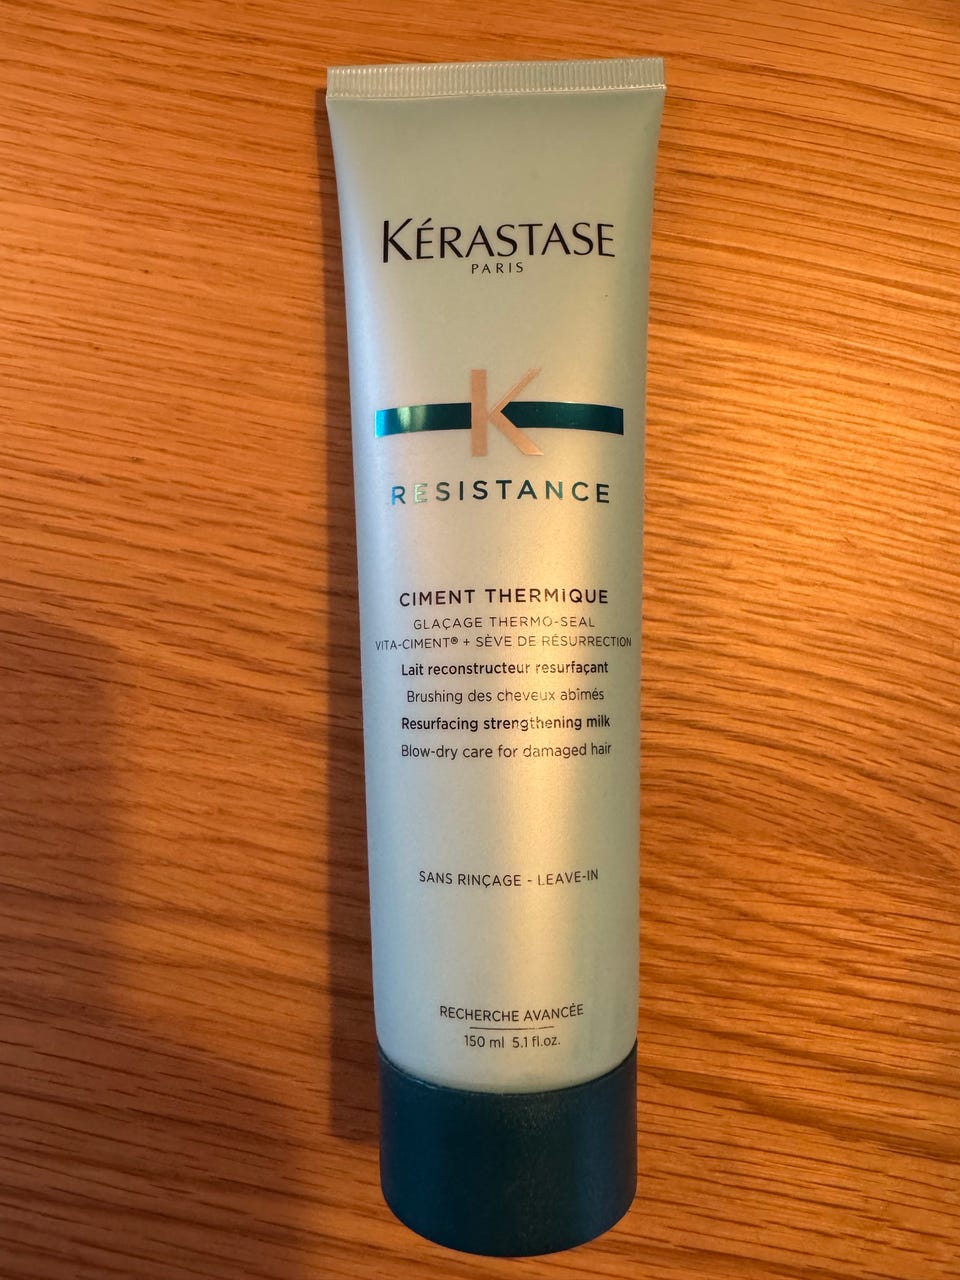 KÉRASTASE
PARIS
K
RESISTANCE
CIMENT THERMIQUE
GLAÇAGE THERMO-SEAL
VITA-CIMENT® + SÈVE DE RÉSURRECTION
Lait reconstructeur resurfaçant
Brushing des cheveux abîmés
Resurfacing strengthening milk
Blow-dry care for damaged hair
SANS RINÇAGE - LEAVE-IN
RECHERCHE AVANCÉE
150 ml 5.1 fl.oz.